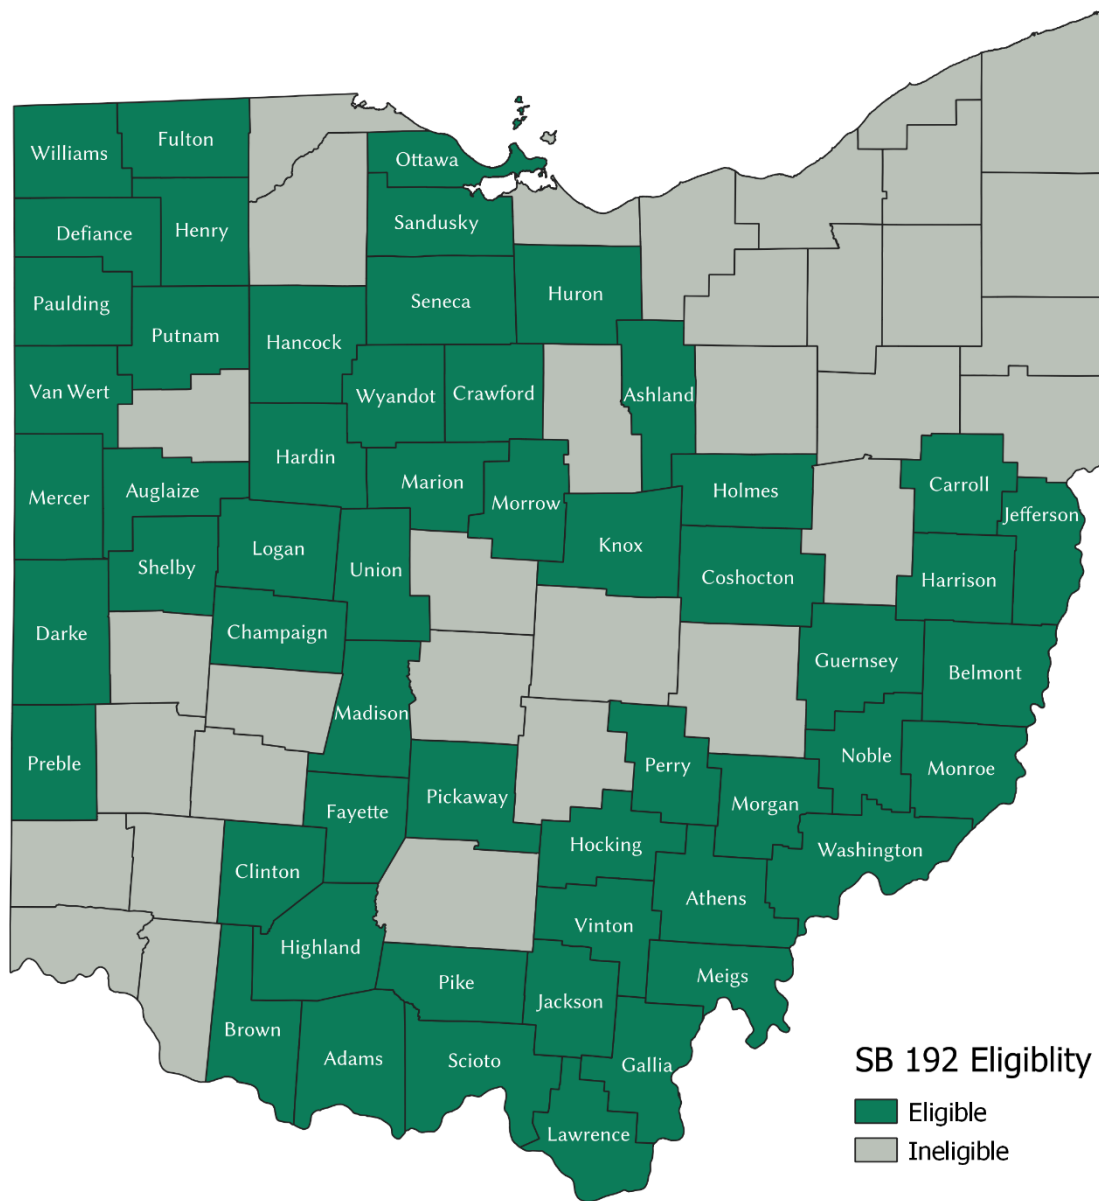 Williams
Fulton
Ottawa
Defiance
Henry
Sandusky
Paulding
Putnam
Hancock
Seneca
Huron
Van Wert
Wyandot
Crawford
Ashland
Mercer
Auglaize
Hardin
Marion
Morrow
Holmes
Carroll
Jefferson
Shelby
Logan
Union
Knox
Coshocton
Harrison
Darke
Champaign
Guernsey
Belmont
Madison
Preble
Perry
Noble
Monroe
Fayette
Pickaway
Morgan
Clinton
Hocking
Washington
Athens
Highland
Vinton
Meigs
Pike
Jackson
Brown
Adams
Scioto
Gallia
Lawrence
SB 192 Eligiblity
Eligible
Ineligible